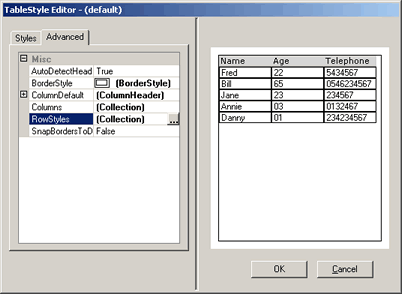 TableStyle Editor - (default)
Styles Advanced
Misc
AutoDetectHead True
BorderStyle (BorderStyle)
ColumnDefault (ColumnHeader)
Columns (Collection)
RowStyles (Collection) ...
SnapBordersToD False
Name Age Telephone
Fred 22 5434567
Bill 65 0546234567
Jane 23 234567
Annie 03 0132467
Danny 01 234234567
OK Cancel